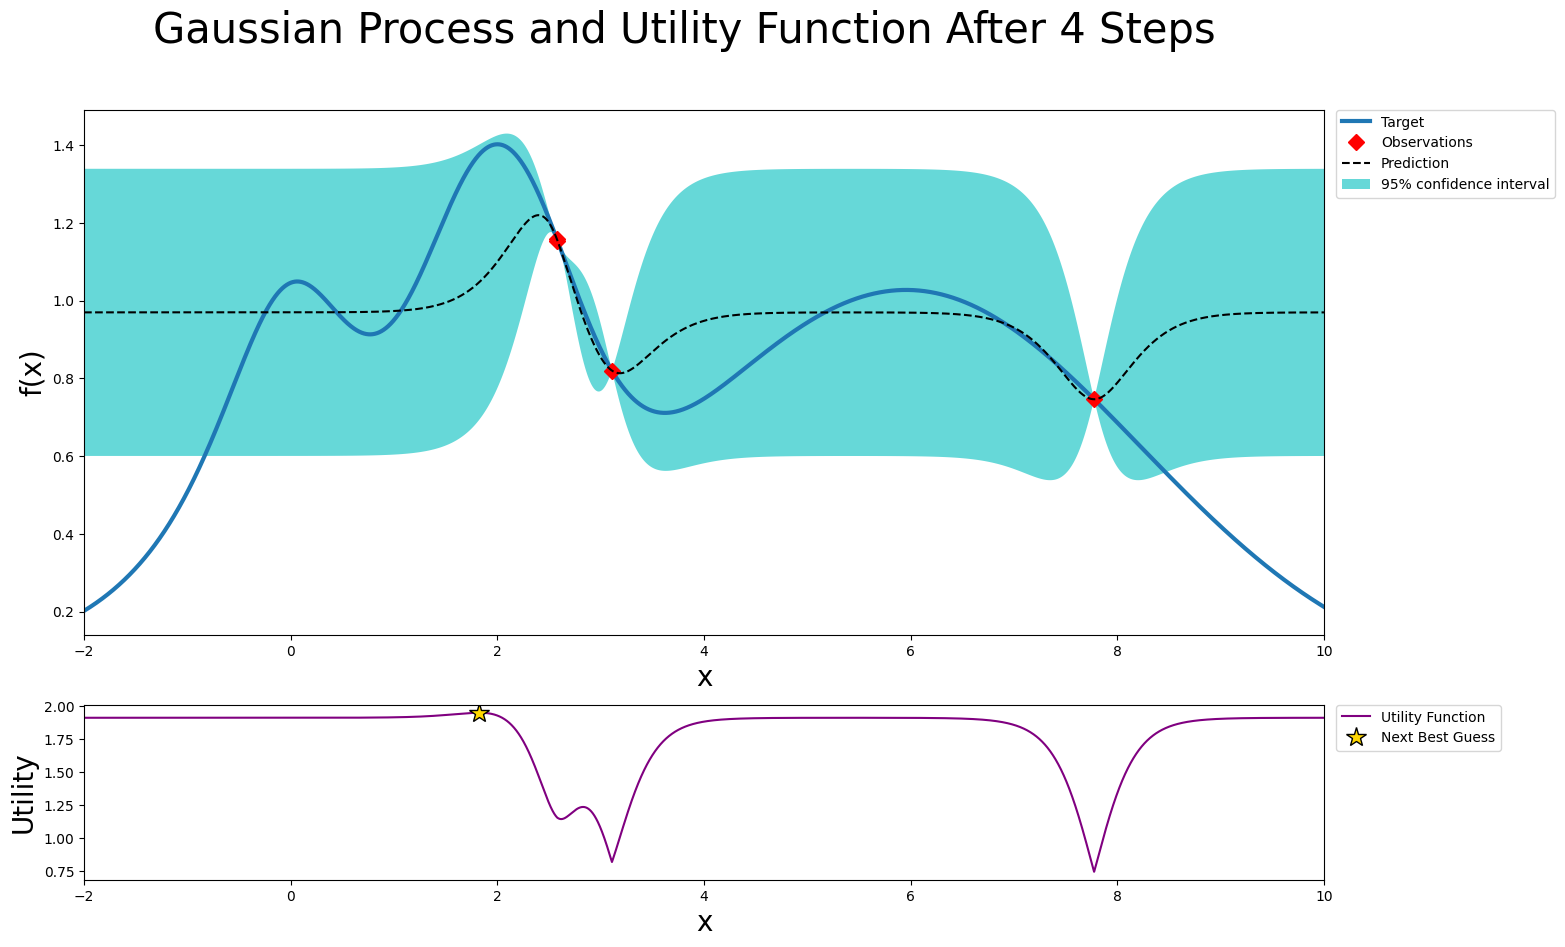 Gaussian Process and Utility Function After 4 Steps
f(x)
1.4
1.2
1.0
0.8
0.6
0.4
0.2
−2 0 2 4 6 8 10
x
Target
Observations
Prediction
95% confidence interval
Utility
2.00
1.75
1.50
1.25
1.00
0.75
−2 0 2 4 6 8 10
x
Utility Function
Next Best Guess